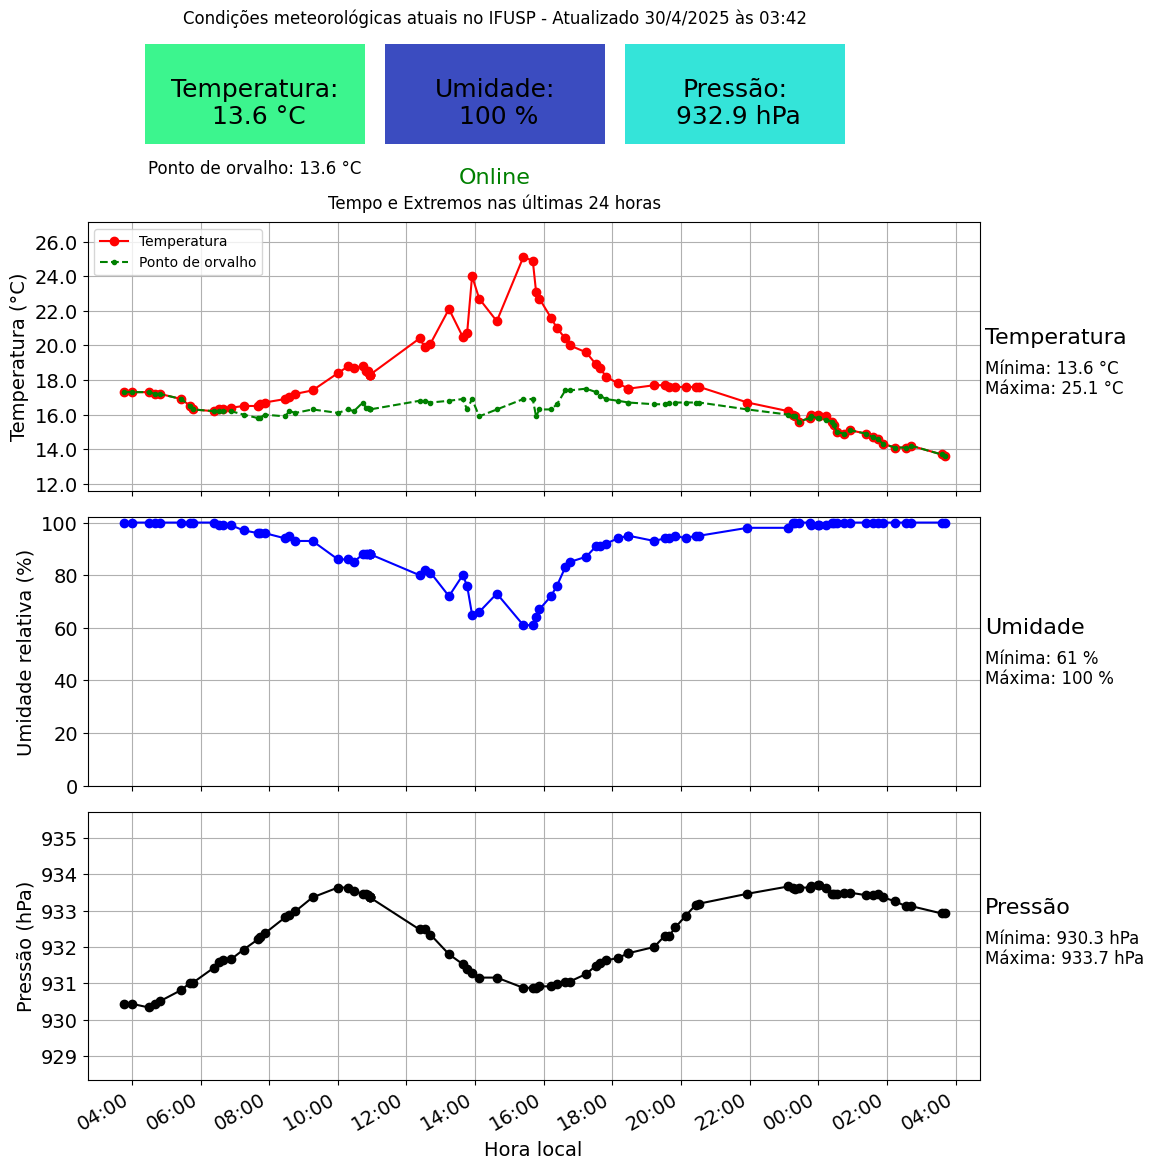 Condições meteorológicas atuais no IFUSP - Atualizado 30/4/2025 às 03:42
Temperatura:
13.6 °C
Umidade:
100 %
Pressão:
932.9 hPa
Ponto de orvalho: 13.6 °C
Online
Tempo e Extremos nas últimas 24 horas
Temperatura (°C)
26.0
24.0
22.0
20.0
18.0
16.0
14.0
12.0
Temperatura
Ponto de orvalho
Temperatura
Mínima: 13.6 °C
Máxima: 25.1 °C
Umidade relativa (%)
100
80
60
40
20
0
Umidade
Mínima: 61 %
Máxima: 100 %
Pressão (hPa)
935
934
933
932
931
930
929
Pressão
Mínima: 930.3 hPa
Máxima: 933.7 hPa
04:00 06:00 08:00 10:00 12:00 14:00 16:00 18:00 20:00 22:00 00:00 02:00 04:00
Hora local